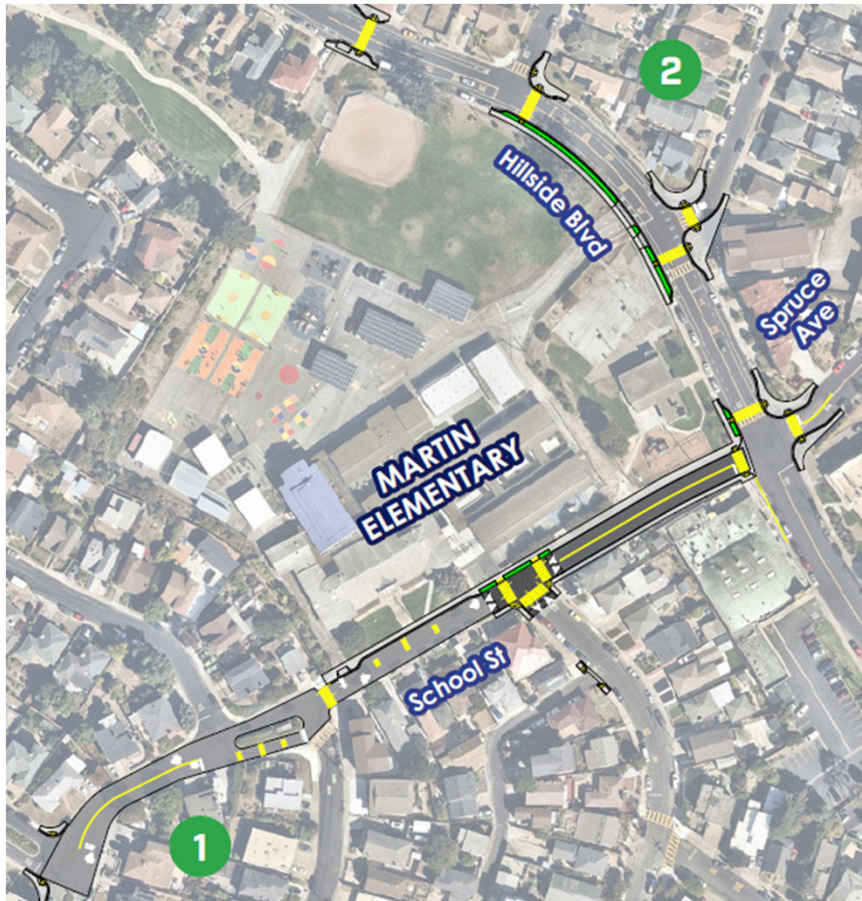 2
Hillside Blvd
Spruce
Ave
MARTIN
ELEMENTARY
School St
1